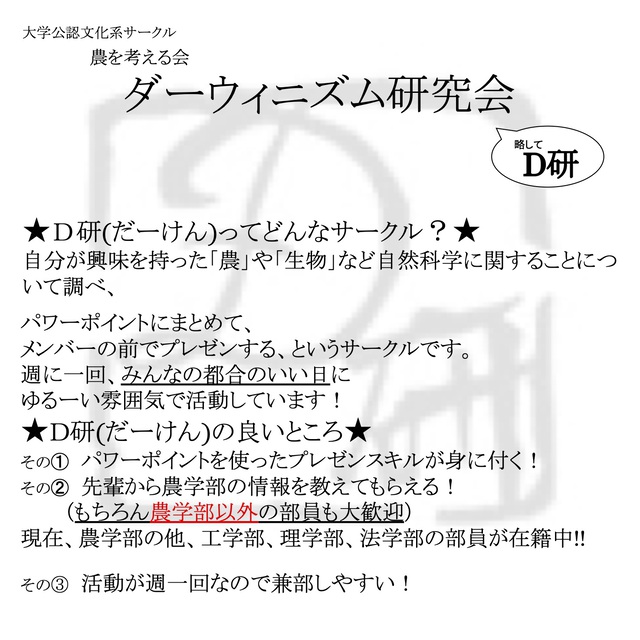 大学公認文化系サークル
農を考える会
ダーウィニズム研究会
略して
D研
★D研(だーけん)ってどんなサークル？★
自分が興味を持った「農」や「生物」など自然科学に関することにつ
いて調べ、
パワーポイントにまとめて、
メンバーの前でプレゼンする、というサークルです。
週に一回、みんなの都合のいい日に
ゆるーい雰囲気で活動しています！
★D研(だーけん)の良いところ★
その① パワーポイントを使ったプレゼンスキルが身に付く！
その② 先輩から農学部の情報を教えてもらえる！
（もちろん農学部以外の部員も大歓迎）
現在、農学部の他、工学部、理学部、法学部の部員が在籍中!!
その③ 活動が週一回なので兼部しやすい！